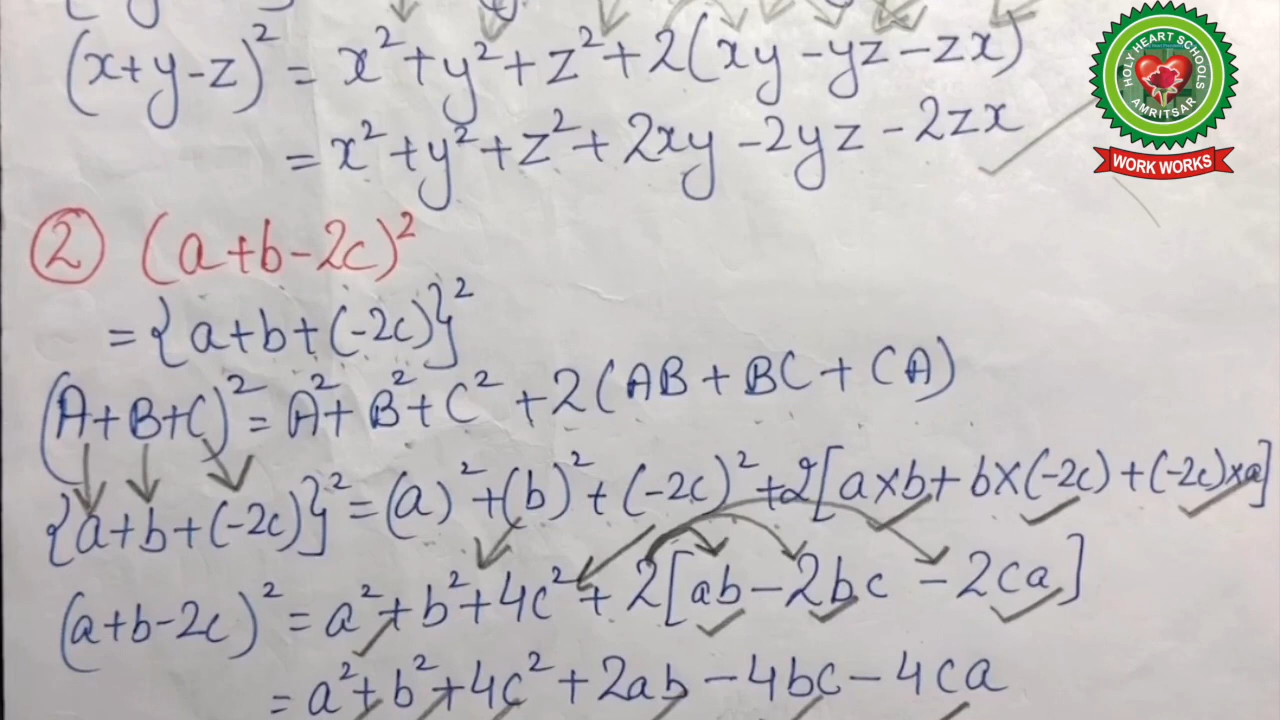 (x+y-z)² = x²+y²+z²+2(xy-yz-zx)
= x²+y²+z²+2xy-2yz-2zx
② (a+b-2c)²
= {a+b+(-2c)}²
(A+B+C)² = A²+B²+C²+2(AB+BC+CA)
{a+b+(-2c)}² = (a)²+(b)²+(-2c)²+2[a×b+b×(-2c)+(-2c)×a]
(a+b-2c)² = a²+b²+4c²+2[ab-2bc-2ca]
= a²+b²+4c²+2ab-4bc-4ca
HOLY HEART SCHOOLS
AMRITSAR
WORK WORKS